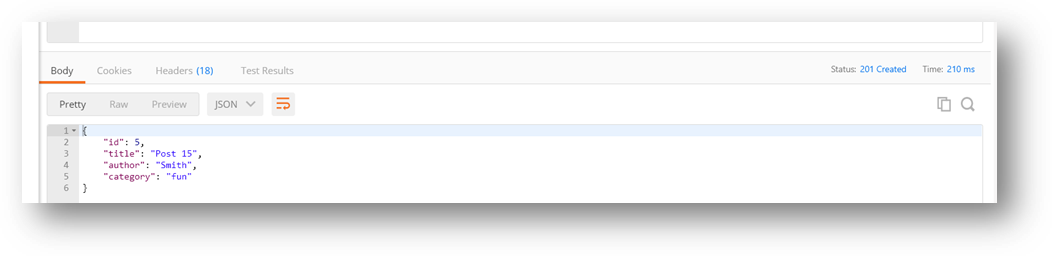 Body Cookies Headers (18) Test Results Status: 201 Created Time: 210 ms
Pretty Raw Preview JSON
1 {
2 "id": 5,
3 "title": "Post 15",
4 "author": "Smith",
5 "category": "fun"
6 }